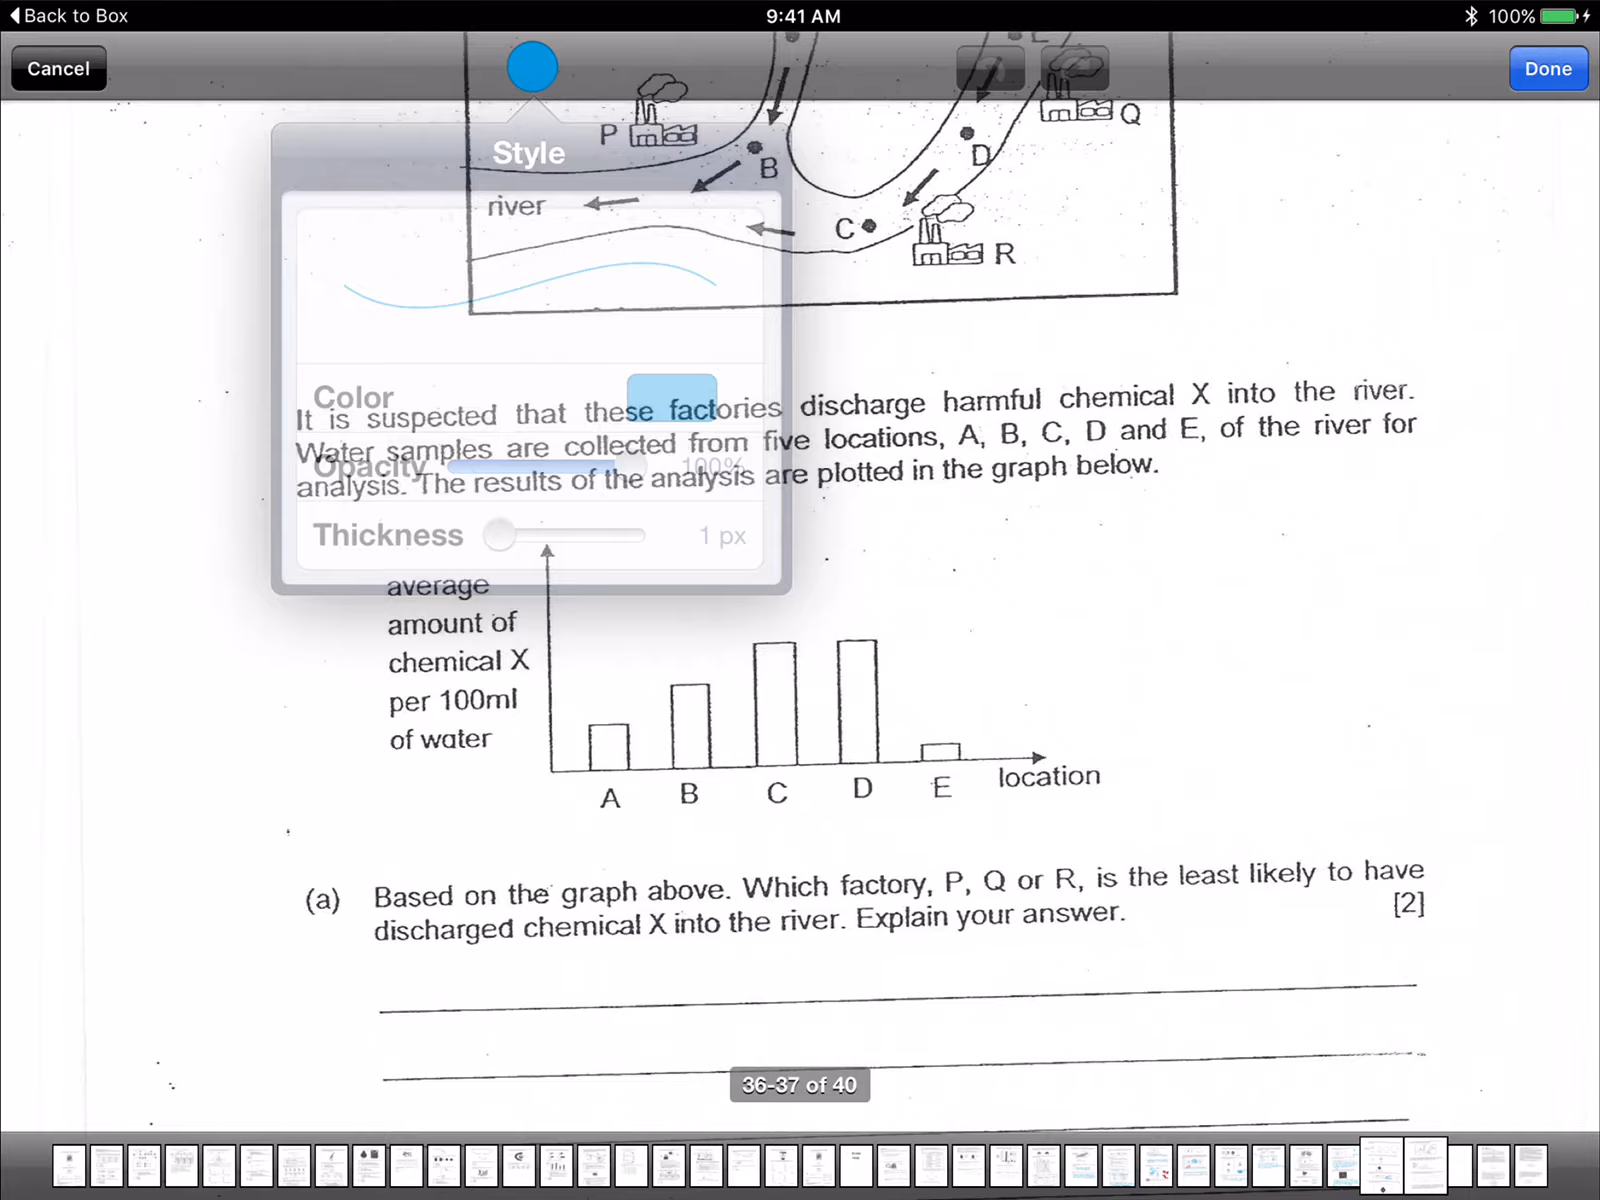 Back to Box
9:41 AM
100%
Cancel
Done
Style
P
Q
B
D
river
C
R
Color
It is suspected that these factories discharge harmful chemical X into the river.
Water samples are collected from five locations, A, B, C, D and E, of the river for
Opacity 100%
analysis. The results of the analysis are plotted in the graph below.
Thickness 1 px
average
amount of
chemical X
per 100ml
of water
A B C D E location
(a) Based on the graph above. Which factory, P, Q or R, is the least likely to have
discharged chemical X into the river. Explain your answer. [2]
36-37 of 40